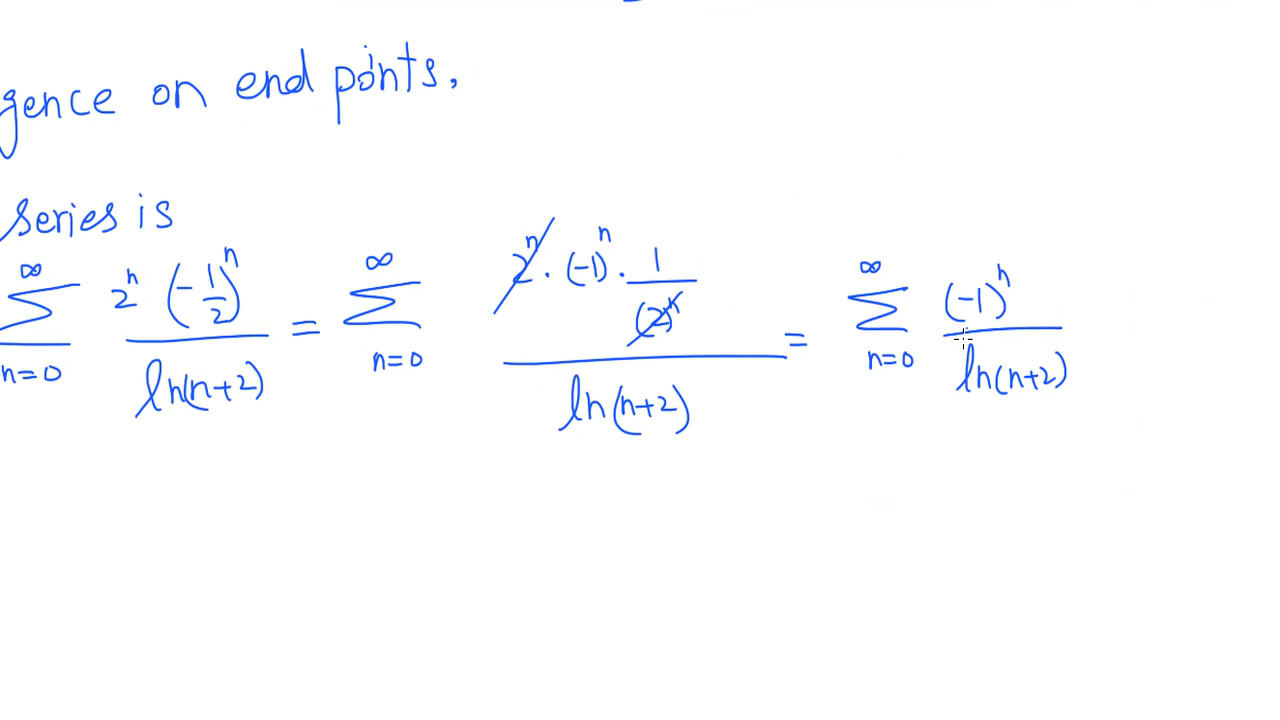 gence on end points.
series is
∞ Σ n=0 2^n (-1/2)^n / ln(n+2) = ∞ Σ n=0 2^n · (-1)^n · 1/(2)^n / ln(n+2) = ∞ Σ n=0 (-1)^n / ln(n+2)